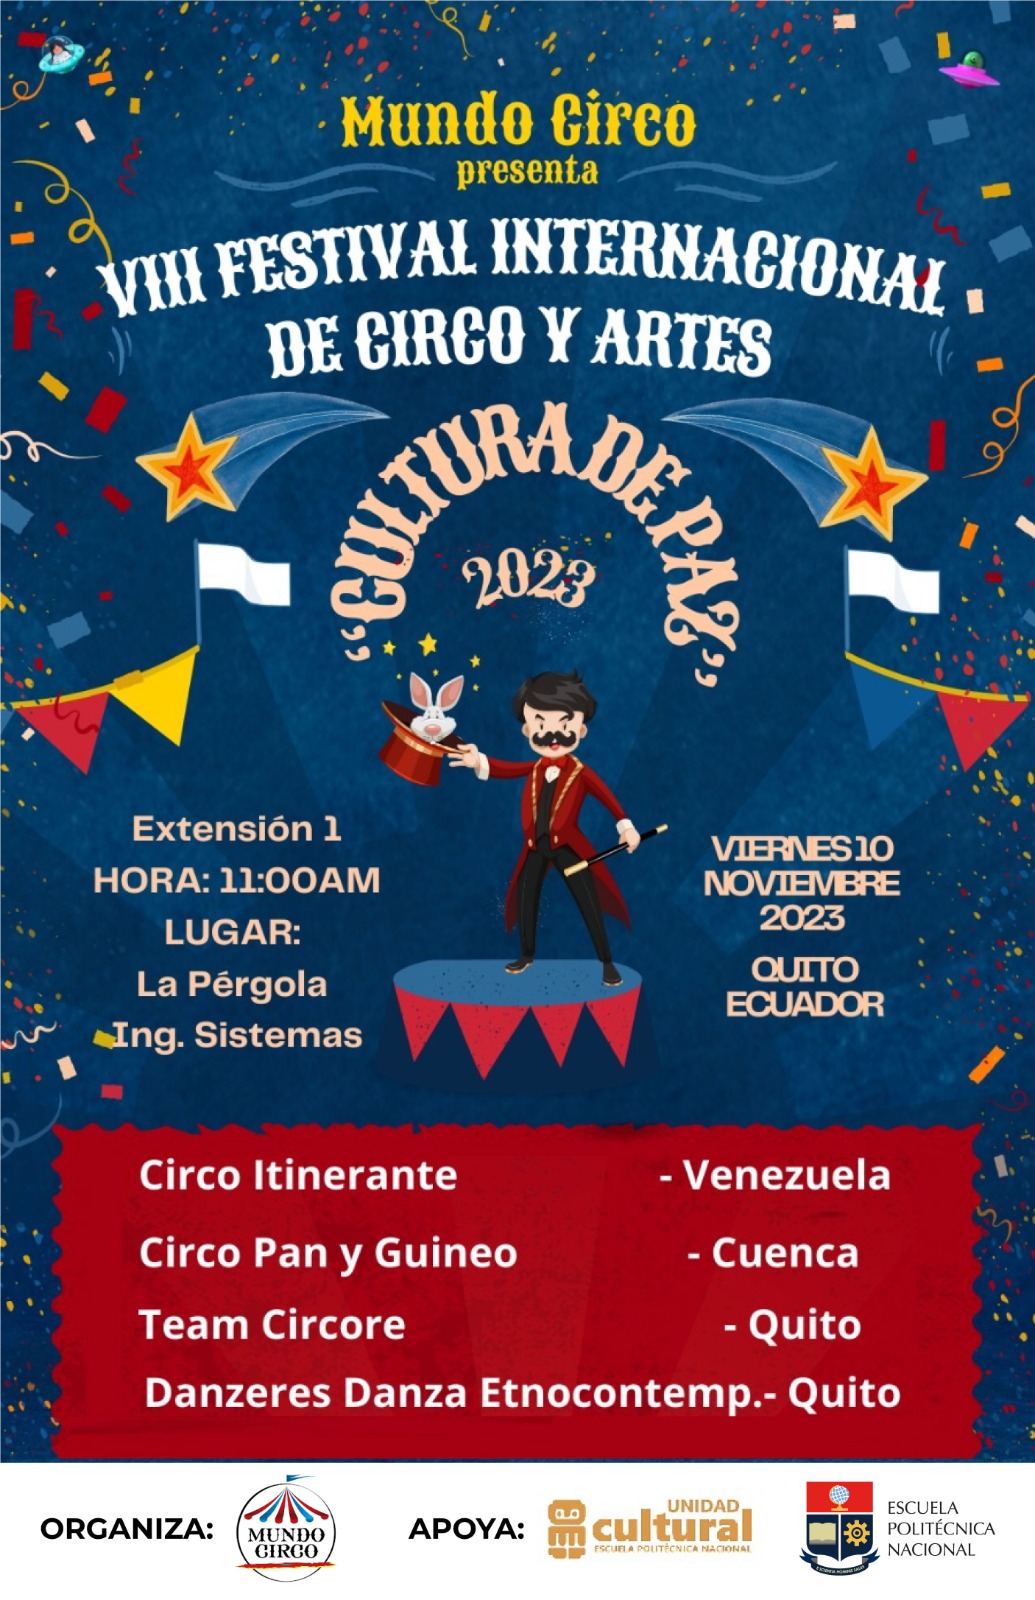 Mundo Circo
presenta
VIII FESTIVAL INTERNACIONAL
DE CIRCO Y ARTES
"CULTURA DE PAZ"
2023
Extensión 1
HORA: 11:00AM
LUGAR:
La Pérgola
Ing. Sistemas
VIERNES 10
NOVIEMBRE
2023
QUITO
ECUADOR
Circo Itinerante - Venezuela
Circo Pan y Guineo - Cuenca
Team Circore - Quito
Danzeres Danza Etnocontemp.- Quito
ORGANIZA:
MUNDO
CIRCO
APOYA:
UNIDAD
cultural
ESCUELA POLITÉCNICA NACIONAL
ESCUELA
POLITÉCNICA
NACIONAL